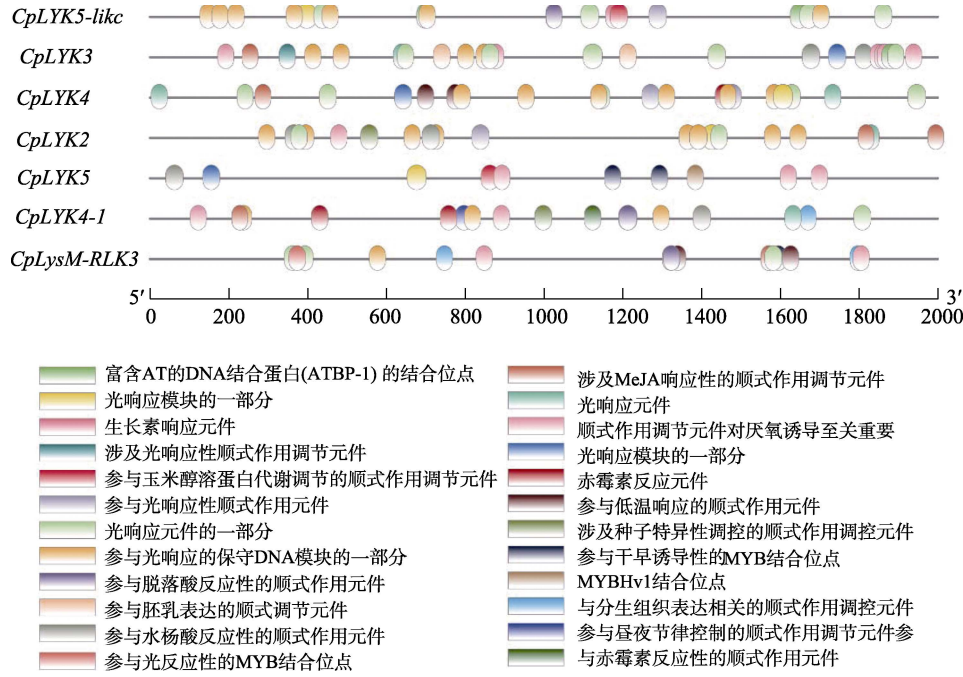 CpLYK5-likc
CpLYK3
CpLYK4
CpLYK2
CpLYK5
CpLYK4-1
CpLysM-RLK3
5′ 3′
0 200 400 600 800 1000 1200 1400 1600 1800 2000
富含AT的DNA结合蛋白(ATBP-1) 的结合位点
光响应模块的一部分
生长素响应元件
涉及光响应性顺式作用调节元件
参与玉米醇溶蛋白代谢调节的顺式作用调节元件
参与光响应性顺式作用元件
光响应元件的一部分
参与光响应的保守DNA模块的一部分
参与脱落酸反应性的顺式作用元件
参与胚乳表达的顺式调节元件
参与水杨酸反应性的顺式作用元件
参与光反应性的MYB结合位点
涉及MeJA响应性的顺式作用调节元件
光响应元件
顺式作用调节元件对厌氧诱导至关重要
光响应模块的一部分
赤霉素反应元件
参与低温响应的顺式作用元件
涉及种子特异性调控的顺式作用调控元件
参与干早诱导性的MYB结合位点
MYBHv1结合位点
与分生组织表达相关的顺式作用调控元件
参与昼夜节律控制的顺式作用调节元件参
与赤霉素反应性的顺式作用元件